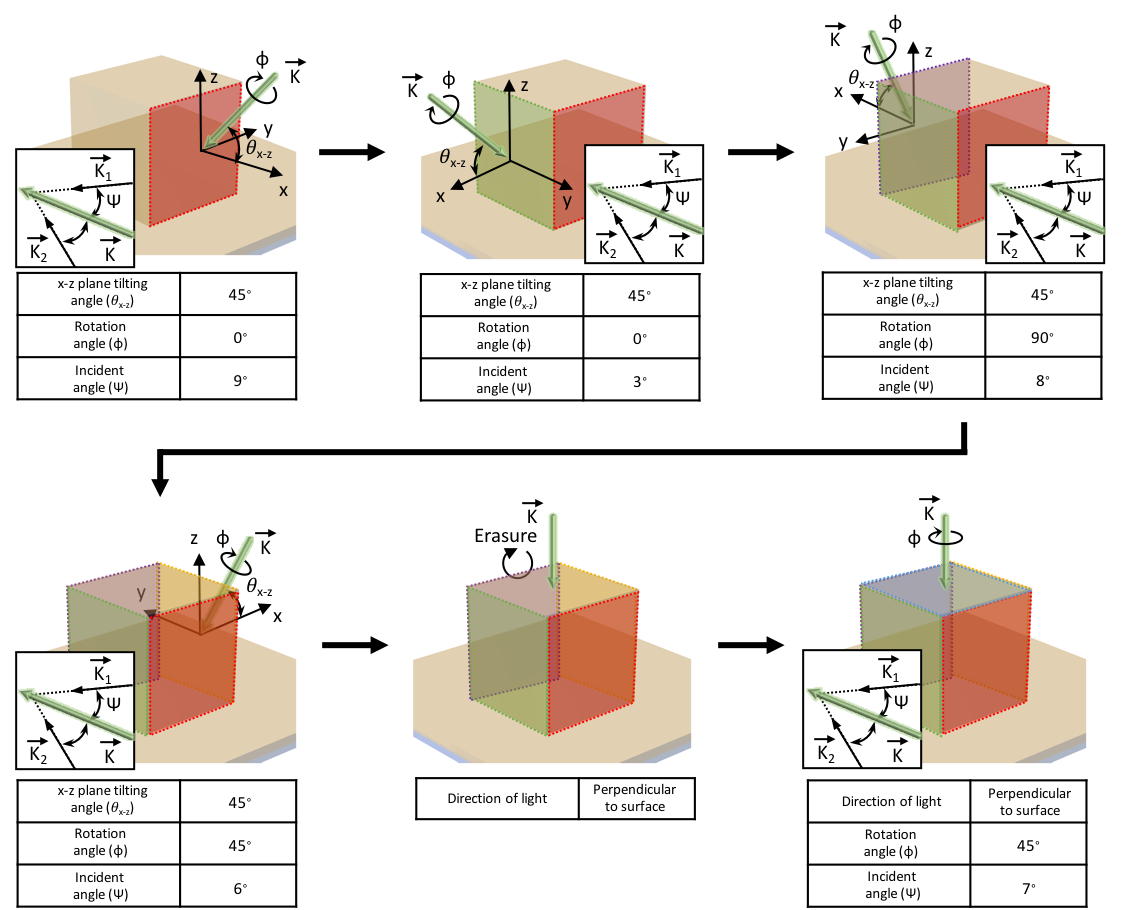 ϕ
K
z
y
θx-z
x
K1
Ψ
K2
K
x-z plane tilting
angle (θx-z)
45°
Rotation
angle (ϕ)
0°
Incident
angle (Ψ)
9°
K
ϕ
z
θx-z
x
y
K1
Ψ
K2
K
x-z plane tilting
angle (θx-z)
45°
Rotation
angle (ϕ)
0°
Incident
angle (Ψ)
3°
K
ϕ
z
θx-z
x
y
K1
Ψ
K2
K
x-z plane tilting
angle (θx-z)
45°
Rotation
angle (ϕ)
90°
Incident
angle (Ψ)
8°
z
ϕ
K
θx-z
y
x
K1
Ψ
K2
K
x-z plane tilting
angle (θx-z)
45°
Rotation
angle (ϕ)
45°
Incident
angle (Ψ)
6°
K
Erasure
Direction of light
Perpendicular
to surface
K
ϕ
K1
Ψ
K2
K
Direction of light
Perpendicular
to surface
Rotation
angle (ϕ)
45°
Incident
angle (Ψ)
7°